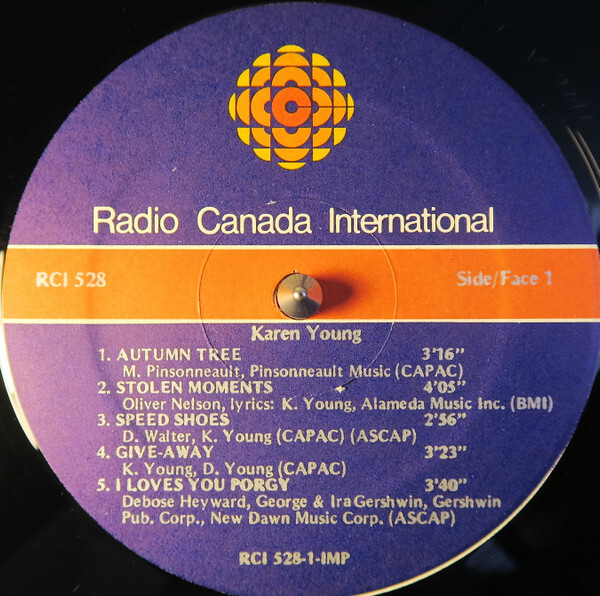 Radio Canada International
RCI 528 Side/Face 1
Karen Young
1. AUTUMN TREE 3'16"
M. Pinsonneault, Pinsonneault Music (CAPAC)
2. STOLEN MOMENTS 4'05"
Oliver Nelson, lyrics: K. Young, Alameda Music Inc. (BMI)
3. SPEED SHOES 2'56"
D. Walter, K. Young (CAPAC) (ASCAP)
4. GIVE-AWAY 3'23"
K. Young, D. Young (CAPAC)
5. I LOVES YOU PORGY 3'40"
Debose Heyward, George & Ira Gershwin, Gershwin
Pub. Corp., New Dawn Music Corp. (ASCAP)
RCI 528-1-IMP